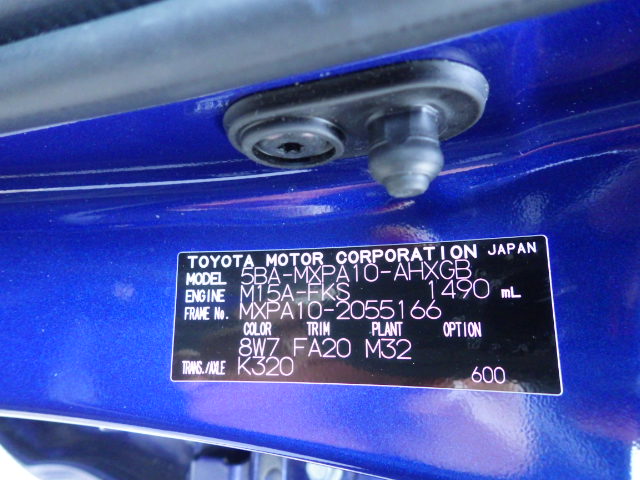 TOYOTA MOTOR CORPORATION JAPAN
MODEL 5BA-MXPA10-AHXGB
ENGINE M15A-FKS 1490 mL
FRAME No. MXPA10-2055166
COLOR TRIM PLANT OPTION
8W7 FA20 M32
TRANS./AXLE K320
600